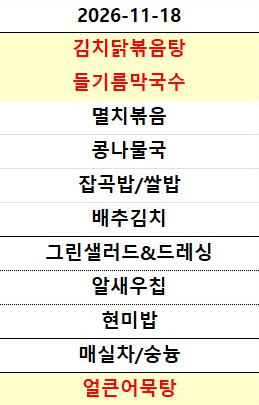 2026-11-18
김치닭볶음탕
들기름막국수
멸치볶음
콩나물국
잡곡밥/쌀밥
배추김치
그린샐러드&드레싱
알새우칩
현미밥
매실차/숭늉
얼큰어묵탕